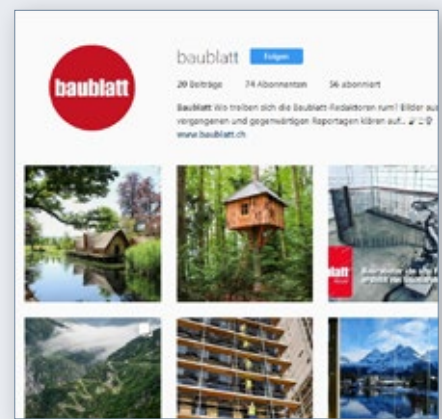 baublatt
baublatt Folgen
20 Beiträge 74 Abonnenten 56 abonniert
Baublatt Wo treiben sich die Baublatt-Redaktoren rum? Bilder aus
vergangenen und gegenwärtigen Reportagen klären auf..
www.baublatt.ch
blatt